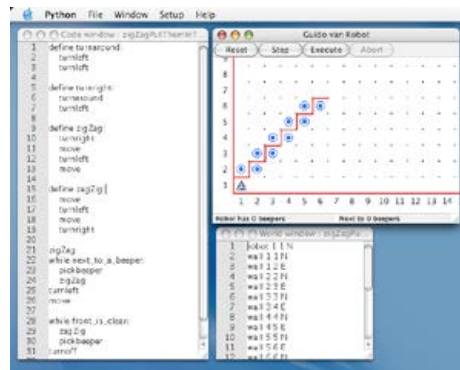 Python File Window Setup Help
Code window : zigZagPutThemInT
1 define turnaround:
2 turnleft
3 turnleft
4
5 define turnright:
6 turnaround
7 turnleft
8
9 define zigZag:
10 turnright
11 move
12 turnleft
13 move
14
15 define zagZig:
16 move
17 turnleft
18 move
19 turnright
20
21 zigZag
22 while next_to_a_beeper:
23 pickbeeper
24 zigZag
25 turnleft
26 move
27
28 while front_is_clear:
29 zagZig
30 pickbeeper
31 turnoff
Guido van Robot
Reset Step Execute Abort
9
8
7
6
5
4
3
2
1
1 2 3 4 5 6 7 8 9 10 11 12 13 14
Robot has 0 beepers Next to 0 beepers
World window : zigZagPa...
1 robot 1 1 N
2 wall 1 1 N
3 wall 1 2 E
4 wall 2 2 N
5 wall 2 3 E
6 wall 3 3 N
7 wall 3 4 E
8 wall 4 4 N
9 wall 4 5 E
10 wall 5 5 N
11 wall 5 6 E
12 wall 6 6 N